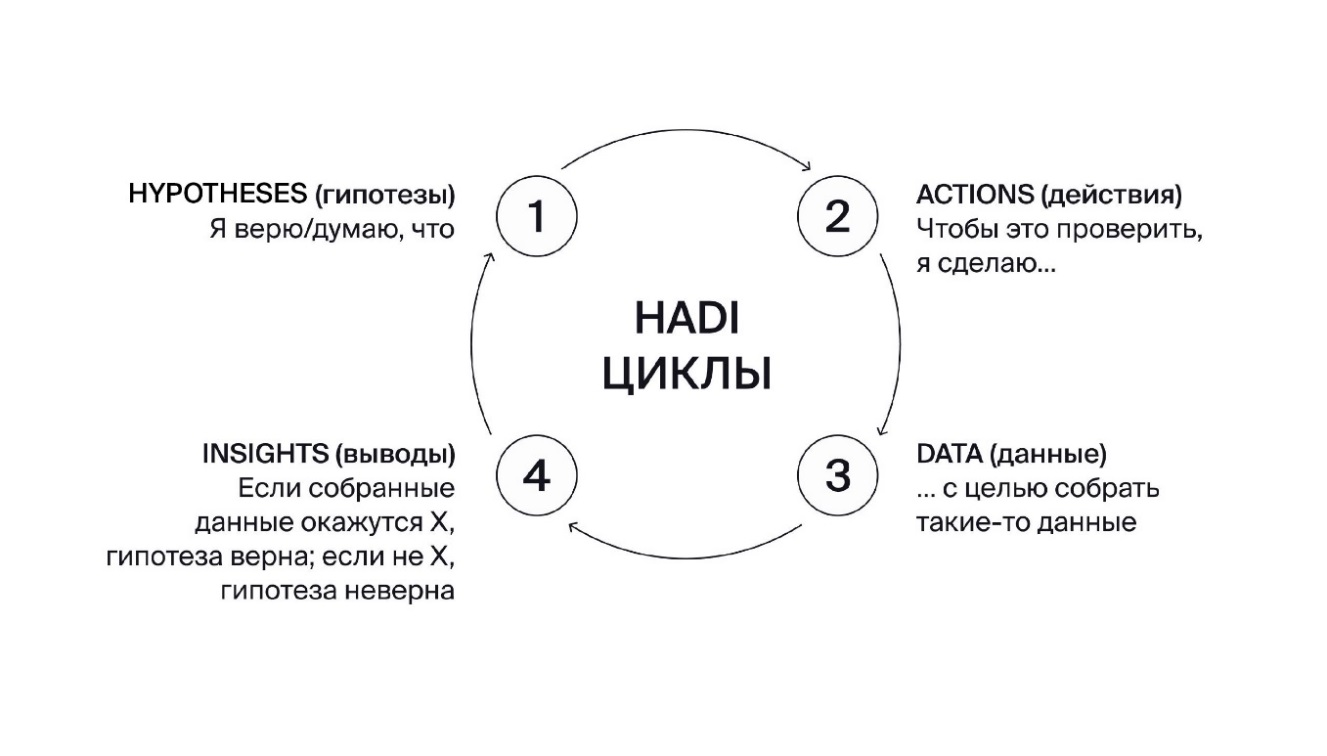 HYPOTHESES (гипотезы)
Я верю/думаю, что
1
2
ACTIONS (действия)
Чтобы это проверить,
я сделаю...
HADI
ЦИКЛЫ
INSIGHTS (выводы)
Если собранные
данные окажутся X,
гипотеза верна; если не X,
гипотеза неверна
4
3
DATA (данные)
... с целью собрать
такие-то данные